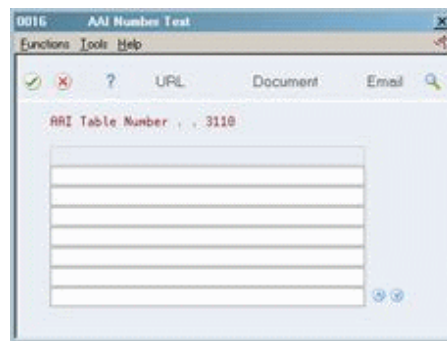 0016 AAI Number Text X
Functions Tools Help
? URL Document Email
AAI Table Number . . 3110